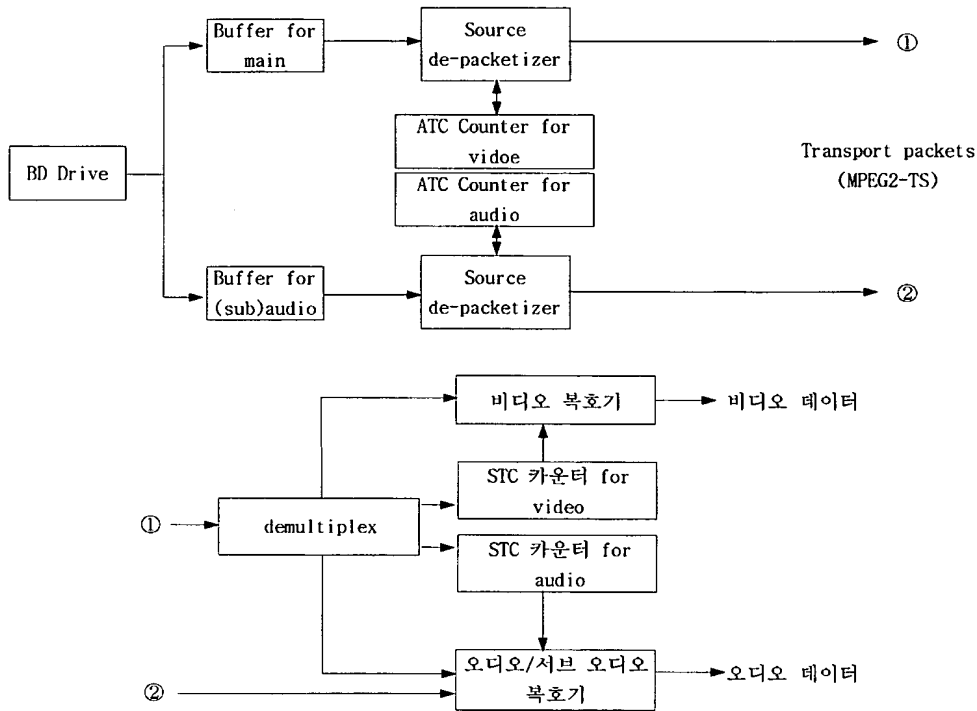 Buffer for
main
Source
de-packetizer
①
ATC Counter for
vidoe
BD Drive
Transport packets
(MPEG2-TS)
ATC Counter for
audio
Buffer for
(sub)audio
Source
de-packetizer
②
비디오 복호기
비디오 데이터
STC 카운터 for
video
①
demultiplex
STC 카운터 for
audio
오디오/서브 오디오
복호기
오디오 데이터
②